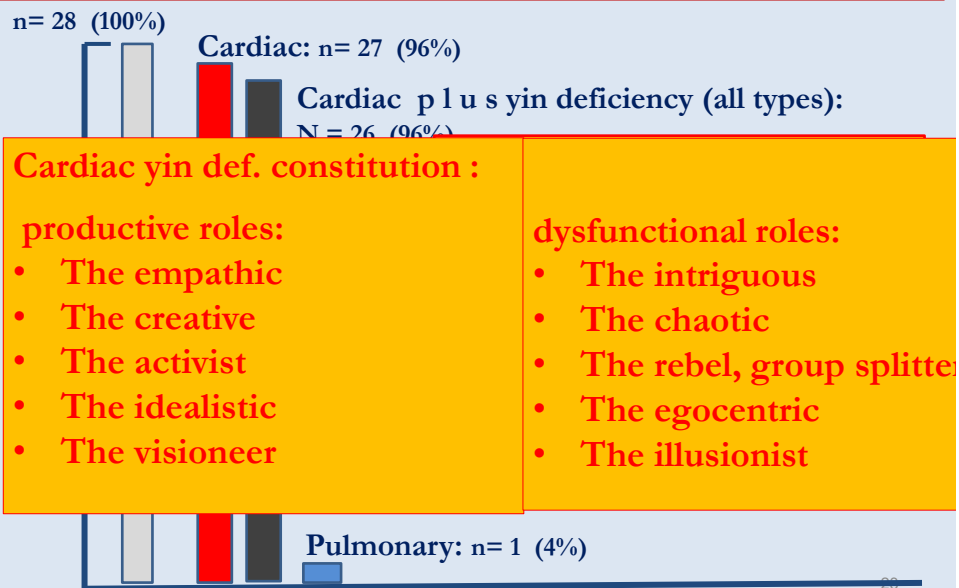 n= 28 (100%)
Cardiac: n= 27 (96%)
Cardiac p l u s yin deficiency (all types):
N = 26 (96%)
Cardiac yin def. constitution :
productive roles:
• The empathic
• The creative
• The activist
• The idealistic
• The visioneer
dysfunctional roles:
• The intriguous
• The chaotic
• The rebel, group splitter
• The egocentric
• The illusionist
Pulmonary: n= 1 (4%)